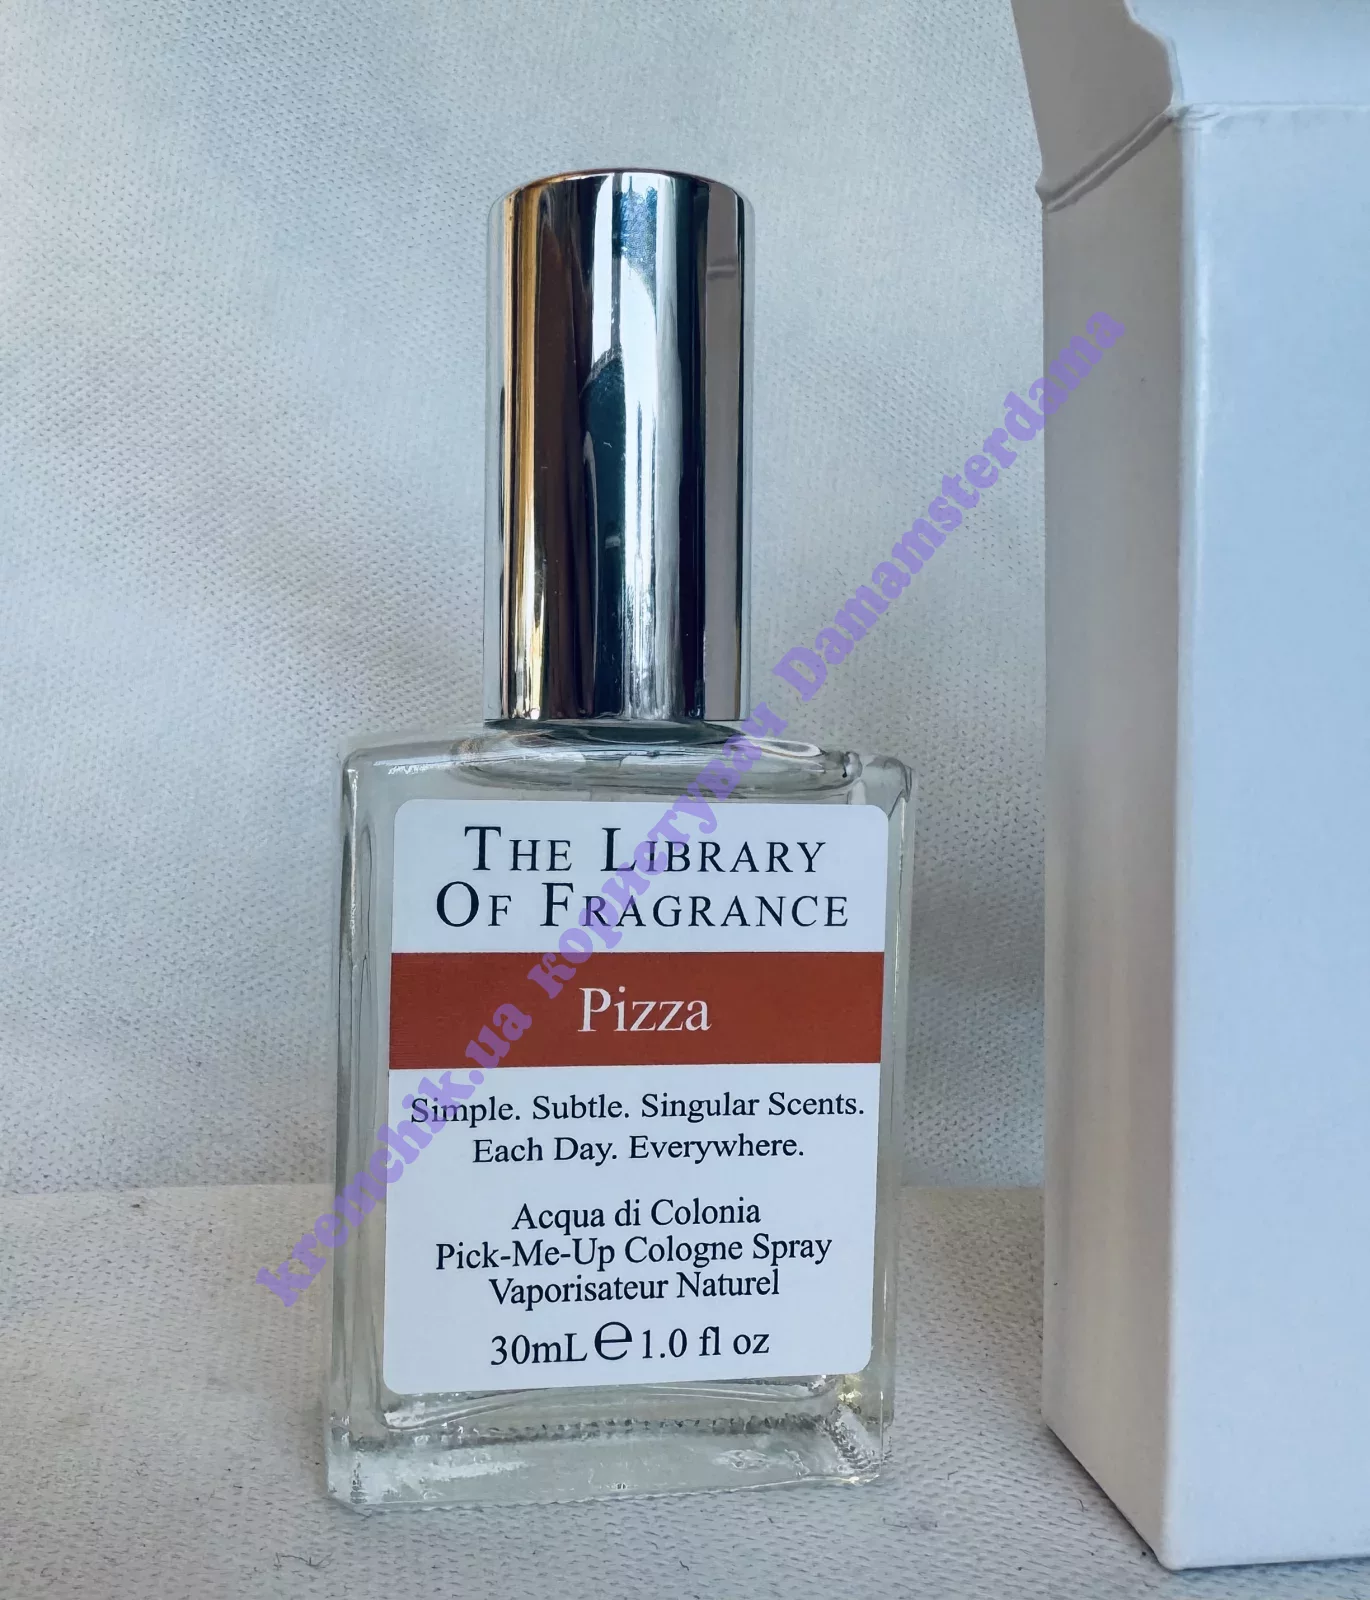 The Library
Of Fragrance
Pizza
Simple. Subtle. Singular Scents.
Each Day. Everywhere.
Acqua di Colonia
Pick-Me-Up Cologne Spray
Vaporisateur Naturel
30mL ℮ 1.0 fl oz
kremchik.ua користувач Damamsterdama